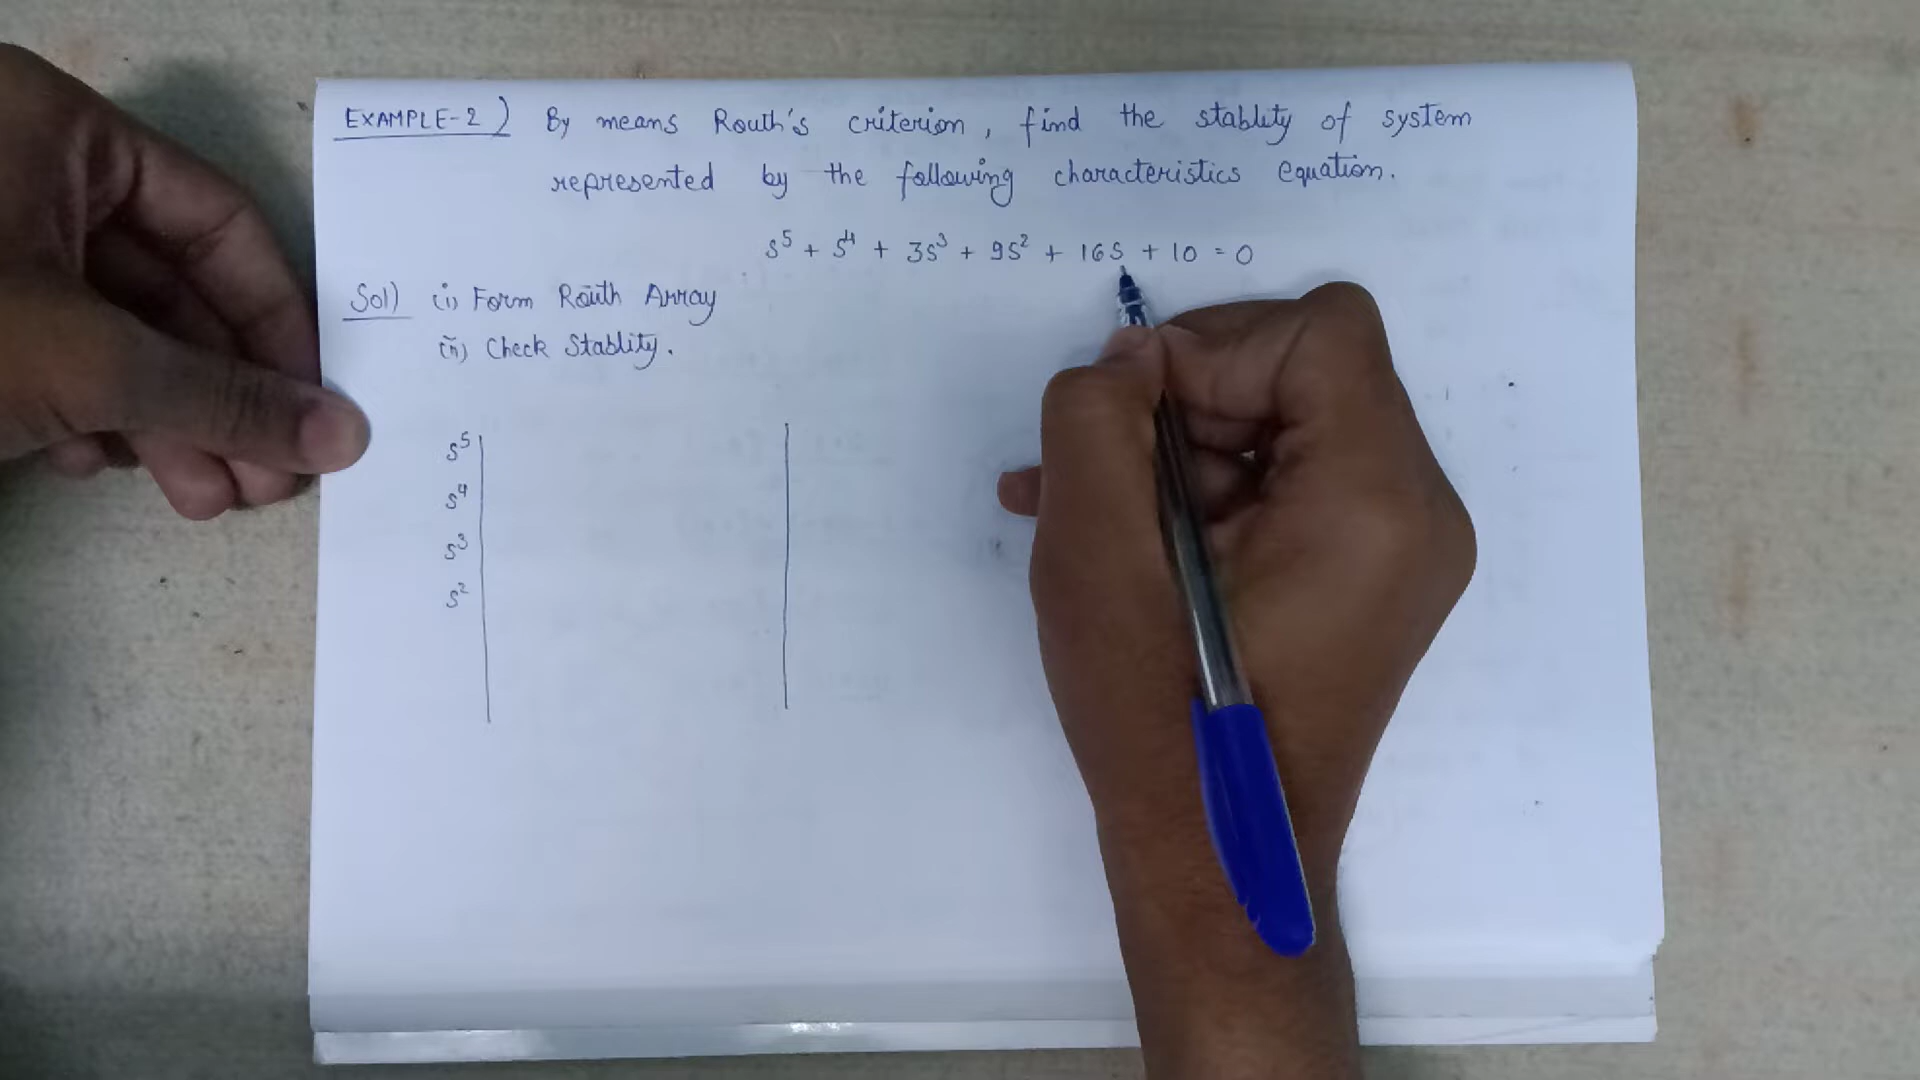 EXAMPLE-2) By means Routh's criterion, find the stablity of system
represented by the following characteristics equation.
s⁵ + s⁴ + 3s³ + 9s² + 16s + 10 = 0
Sol) (i) Form Routh Array
(ii) Check Stablity.
s⁵
s⁴
s³
s²